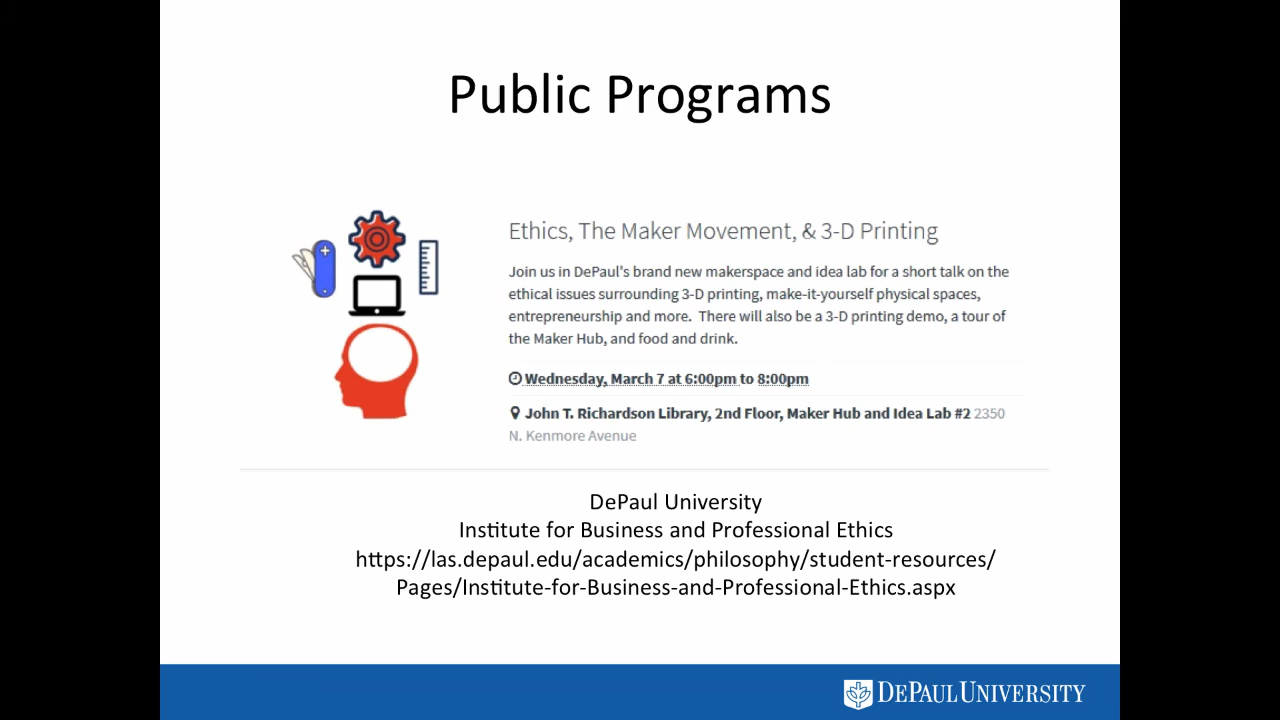 Public Programs
Ethics, The Maker Movement, & 3-D Printing
Join us in DePaul's brand new makerspace and idea lab for a short talk on the
ethical issues surrounding 3-D printing, make-it-yourself physical spaces,
entrepreneurship and more.  There will also be a 3-D printing demo, a tour of
the Maker Hub, and food and drink.
Wednesday, March 7 at 6:00pm to 8:00pm
John T. Richardson Library, 2nd Floor, Maker Hub and Idea Lab #2 2350
N. Kenmore Avenue
DePaul University
Institute for Business and Professional Ethics
https://las.depaul.edu/academics/philosophy/student-resources/
Pages/Institute-for-Business-and-Professional-Ethics.aspx
DEPAUL UNIVERSITY